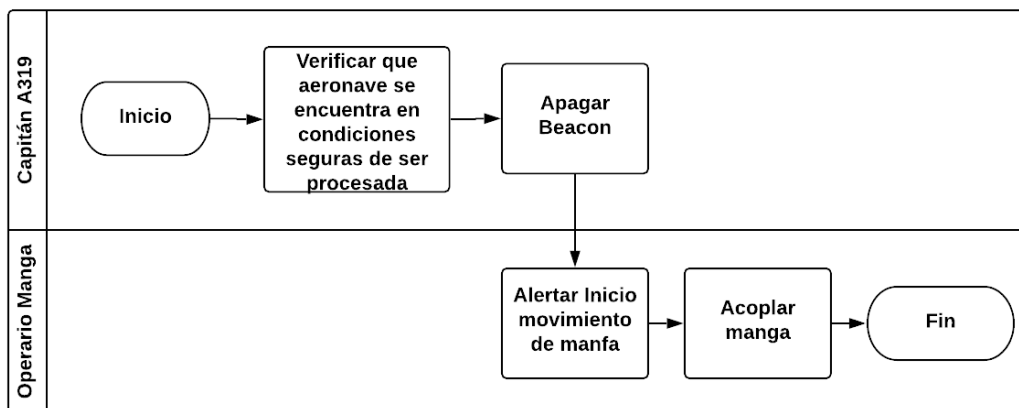 Capitán A319
Inicio
Verificar que
aeronave se
encuentra en
condiciones
seguras de ser
procesada
Apagar
Beacon
Operario Manga
Alertar Inicio
movimiento
de manfa
Acoplar
manga
Fin